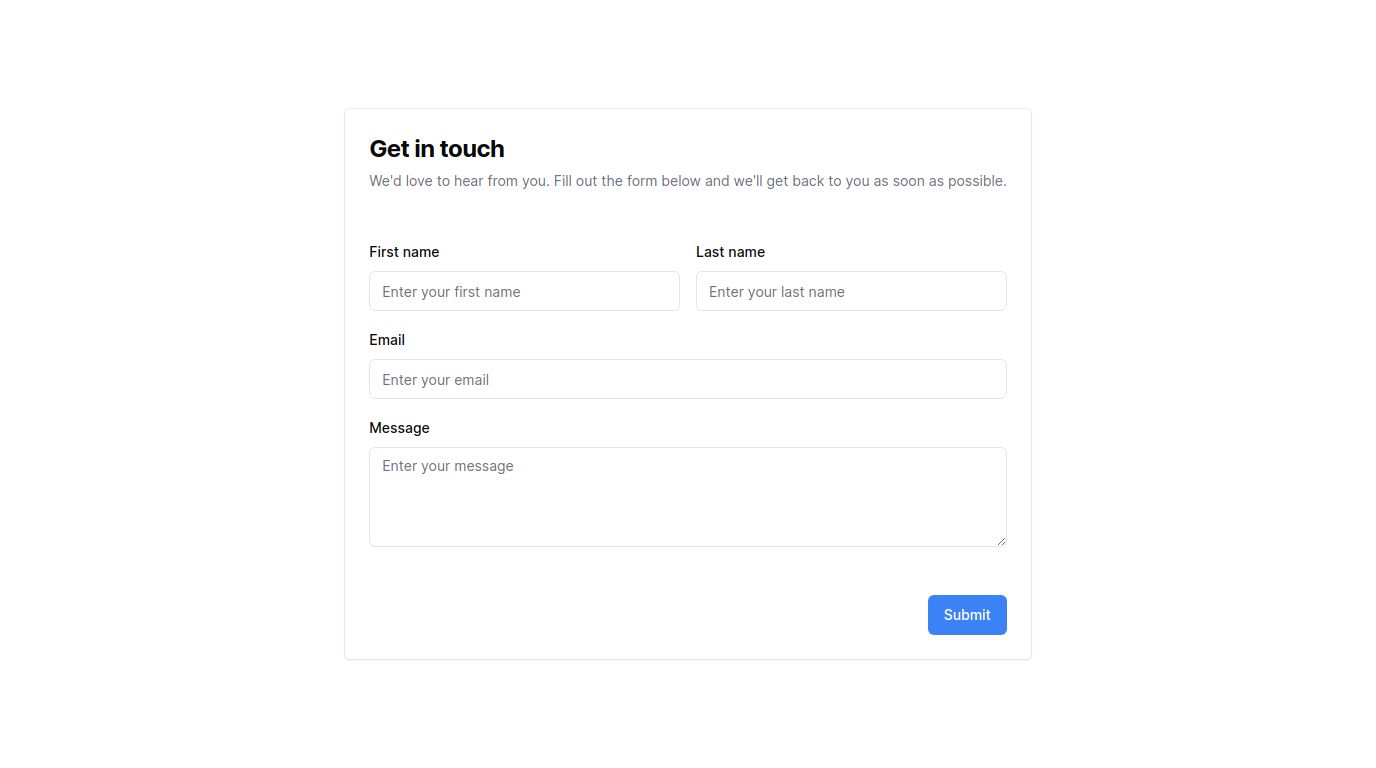 Get in touch
We'd love to hear from you. Fill out the form below and we'll get back to you as soon as possible.
First name
Last name
Enter your first name
Enter your last name
Email
Enter your email
Message
Enter your message
Submit